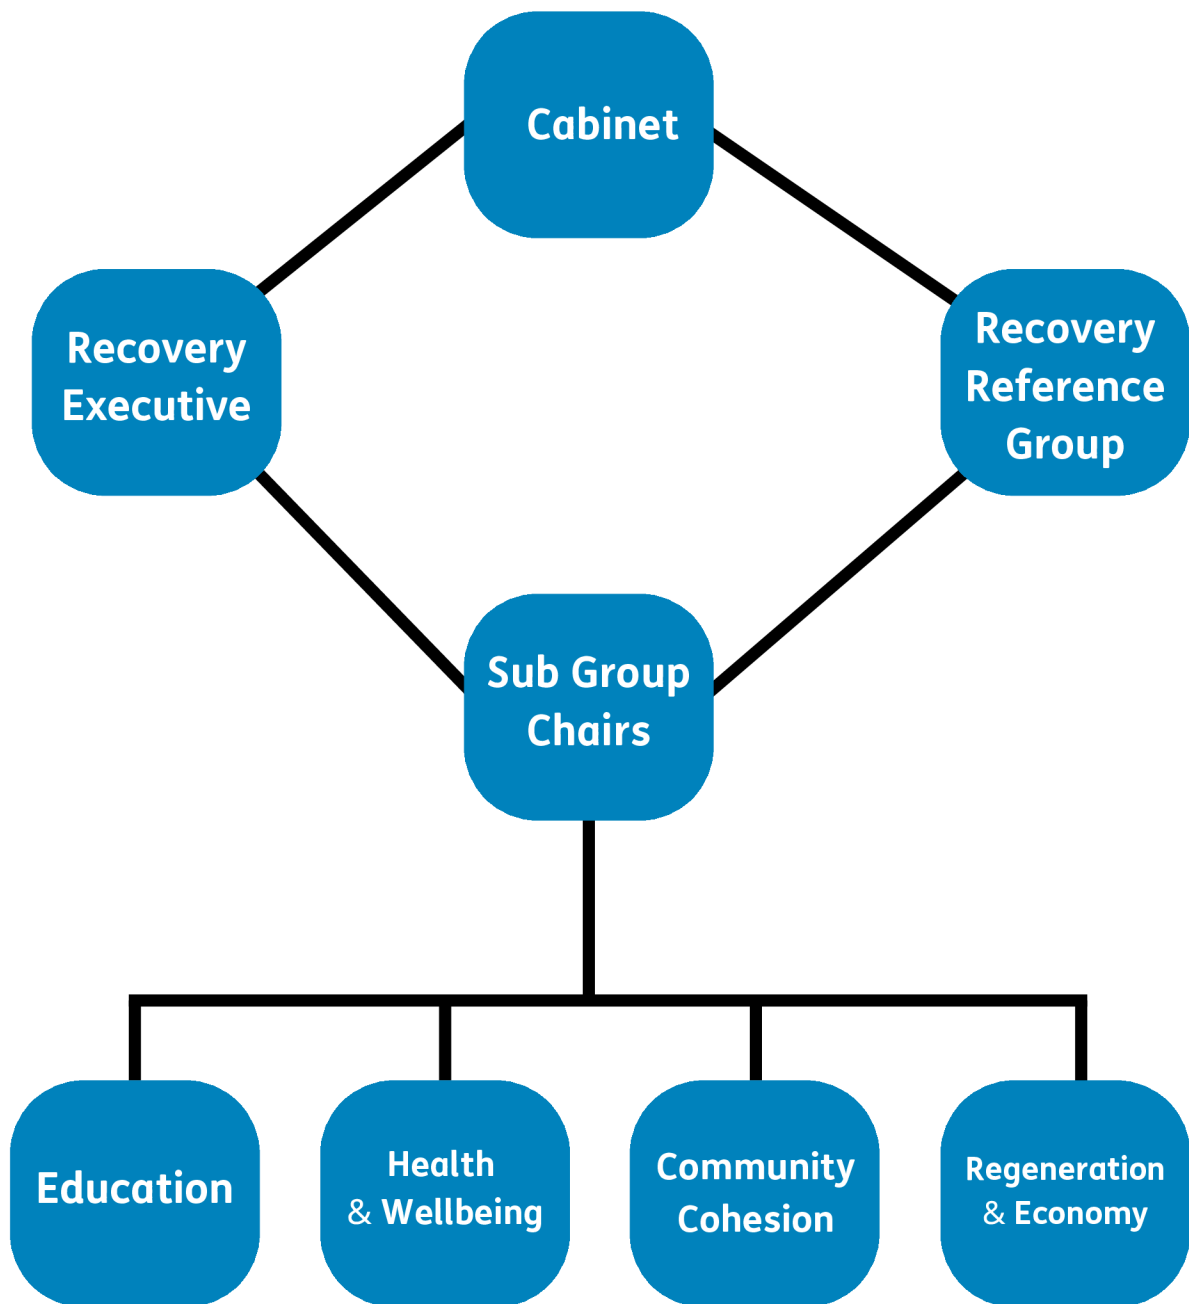 Cabinet
Recovery
Executive
Recovery
Reference
Group
Sub Group
Chairs
Education
Health
& Wellbeing
Community
Cohesion
Regeneration
& Economy